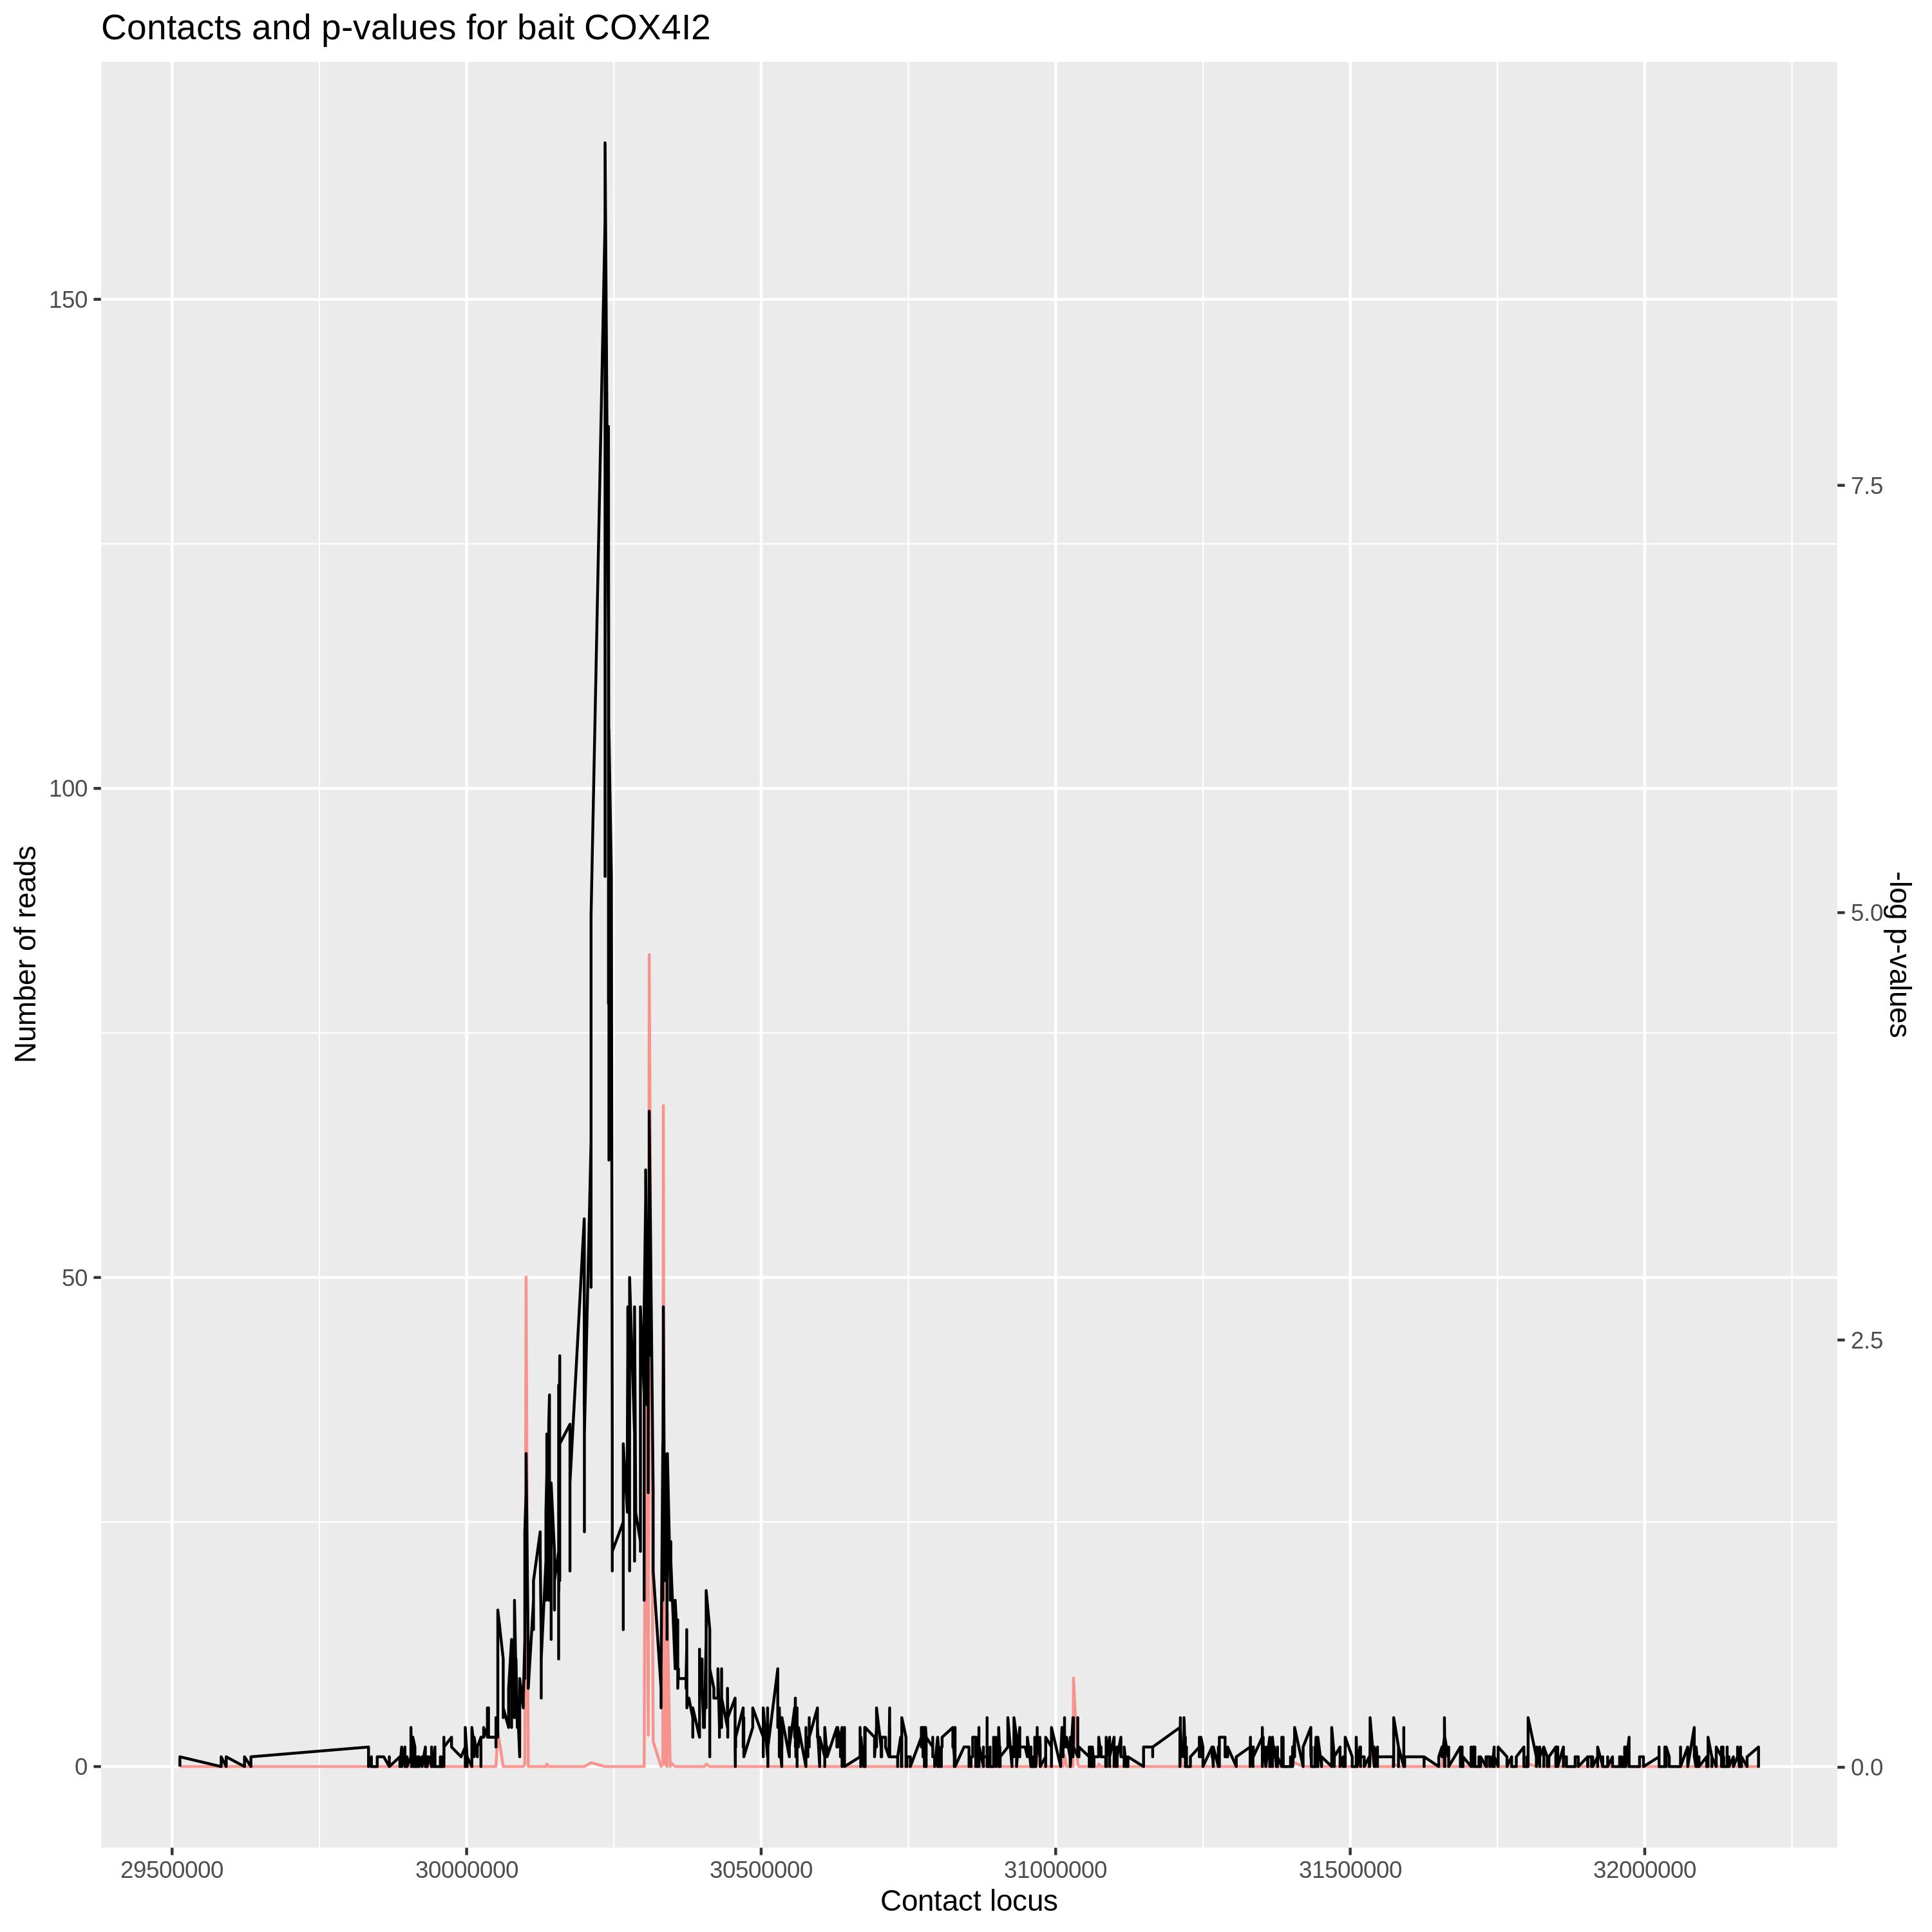 Contacts and p-values for bait COX4I2
Number of reads
150
100
50
0
7.5
5.0
2.5
0.0
-log p-values
29500000 30000000 30500000 31000000 31500000 32000000
Contact locus